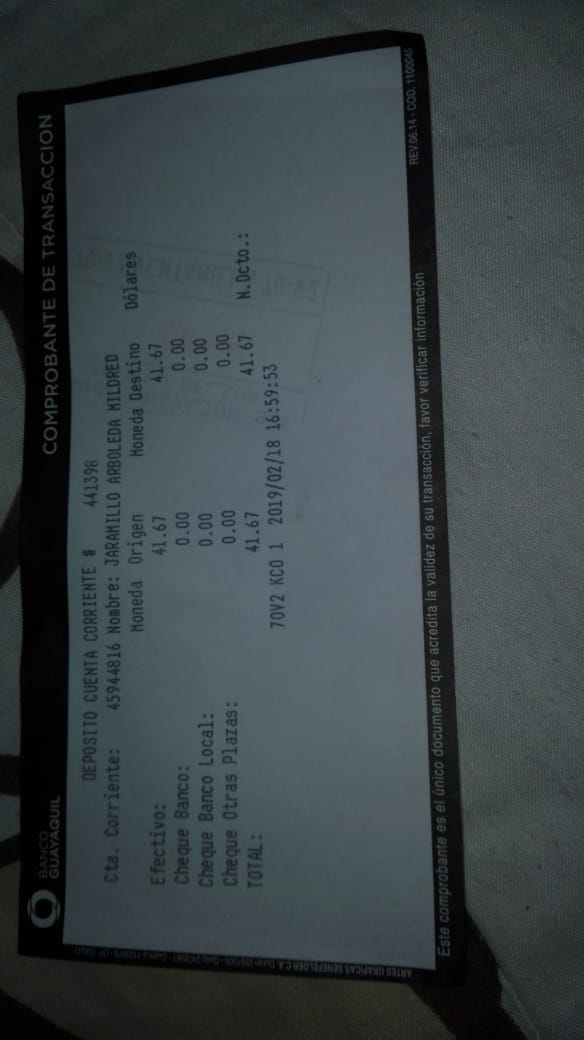 BANCO
GUAYAQUIL
COMPROBANTE DE TRANSACCION
DEPOSITO CUENTA CORRIENTE # 441398
Cta. Corriente: 45944816 Nombre: JARAMILLO ARBOLEDA MILDRED
Moneda Origen Moneda Destino Dólares
Efectivo: 41.67 41.67
Cheque Banco: 0.00 0.00
Cheque Banco Local: 0.00 0.00
Cheque Otras Plazas: 0.00 0.00
TOTAL: 41.67 41.67 N.Dcto.:
70V2 KCO 1 2019/02/18 16:59:53
ARTES GRAFICAS SENEFELDER C.A.
Este comprobante es el único documento que acredita la validez de su transacción, favor verificar información
REV.06.14 - COD. 1100045